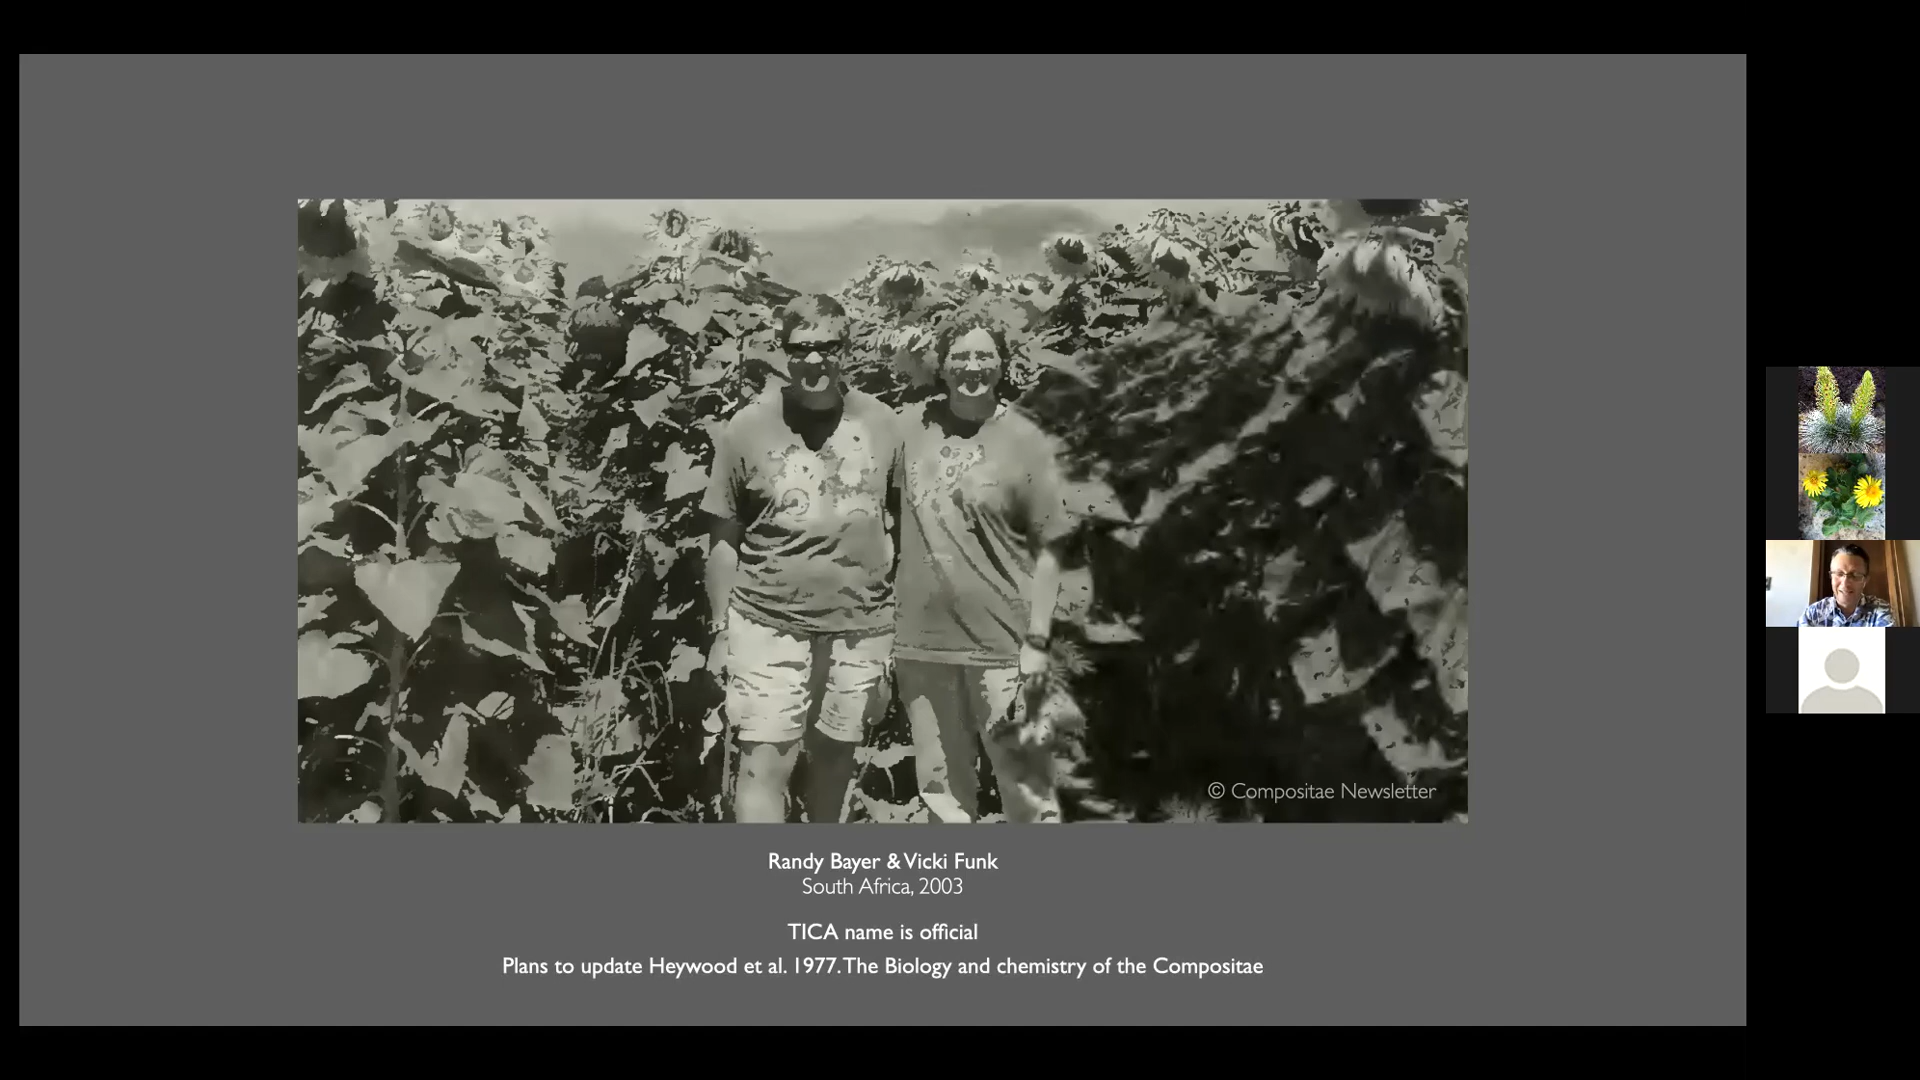 © Compositae Newsletter
Randy Bayer & Vicki Funk
South Africa, 2003
TICA name is official
Plans to update Heywood et al. 1977. The Biology and chemistry of the Compositae